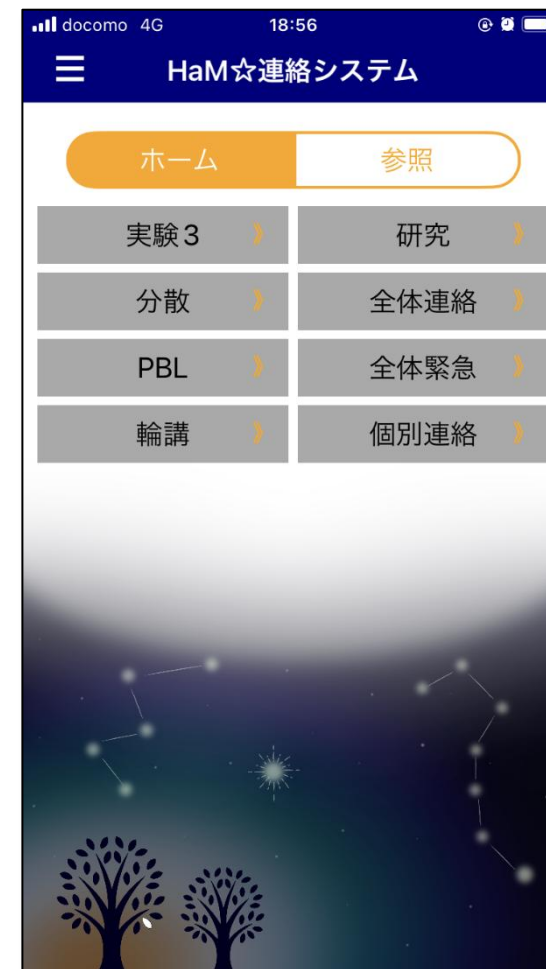 docomo 4G 18:56
HaM☆連絡システム
ホーム 参照
実験3 研究
分散 全体連絡
PBL 全体緊急
輪講 個別連絡